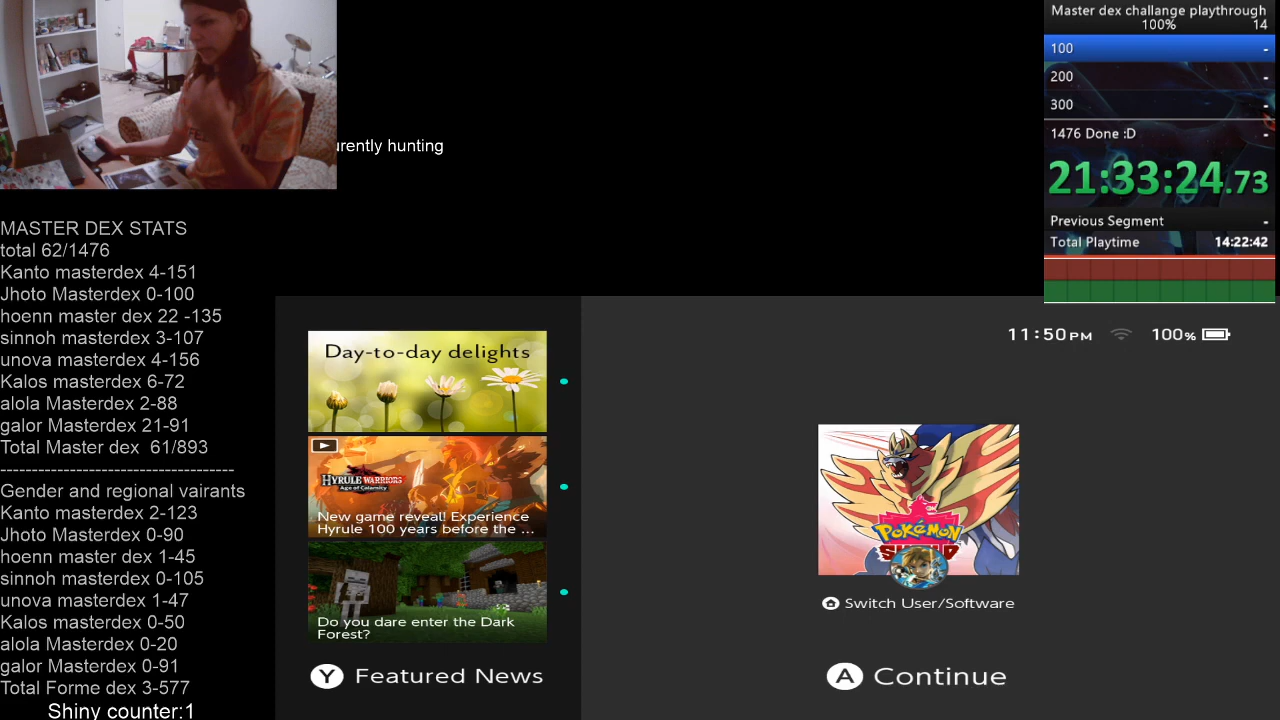 urently hunting
MASTER DEX STATS
total 62/1476
Kanto masterdex 4-151
Jhoto Masterdex 0-100
hoenn master dex 22 -135
sinnoh masterdex 3-107
unova masterdex 4-156
Kalos masterdex 6-72
alola Masterdex 2-88
galor Masterdex 21-91
Total Master dex 61/893
------------------------------------
Gender and regional vairants
Kanto masterdex 2-123
Jhoto Masterdex 0-90
hoenn master dex 1-45
sinnoh masterdex 0-105
unova masterdex 1-47
Kalos masterdex 0-50
alola Masterdex 0-20
galor Masterdex 0-91
Total Forme dex 3-577
Shiny counter:1
Day-to-day delights
HYRULE WARRIORS
Age of Calamity
New game reveal! Experience
Hyrule 100 years before the ...
Do you dare enter the Dark
Forest?
Y Featured News
11:50 PM 100%
POKÉMON
SHIELD
Switch User/Software
A Continue
Master dex challange playthrough
100% 14
100 -
200 -
300 -
1476 Done :D -
21:33:24.73
Previous Segment -
Total Playtime 14:22:42